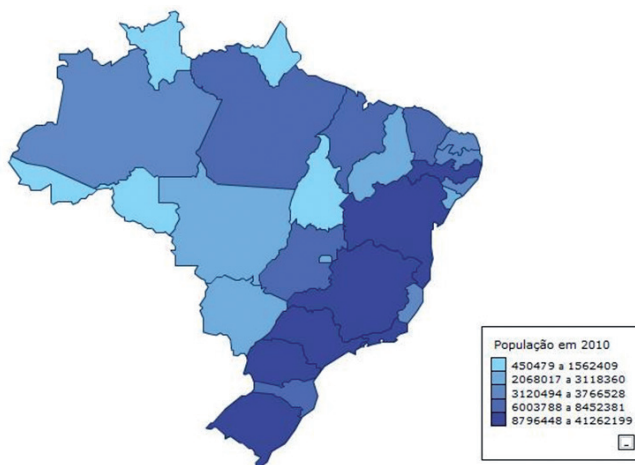 População em 2010
450479 a 1562409
2068017 a 3118360
3120494 a 3766528
6003788 a 8452381
8796448 a 41262199
-